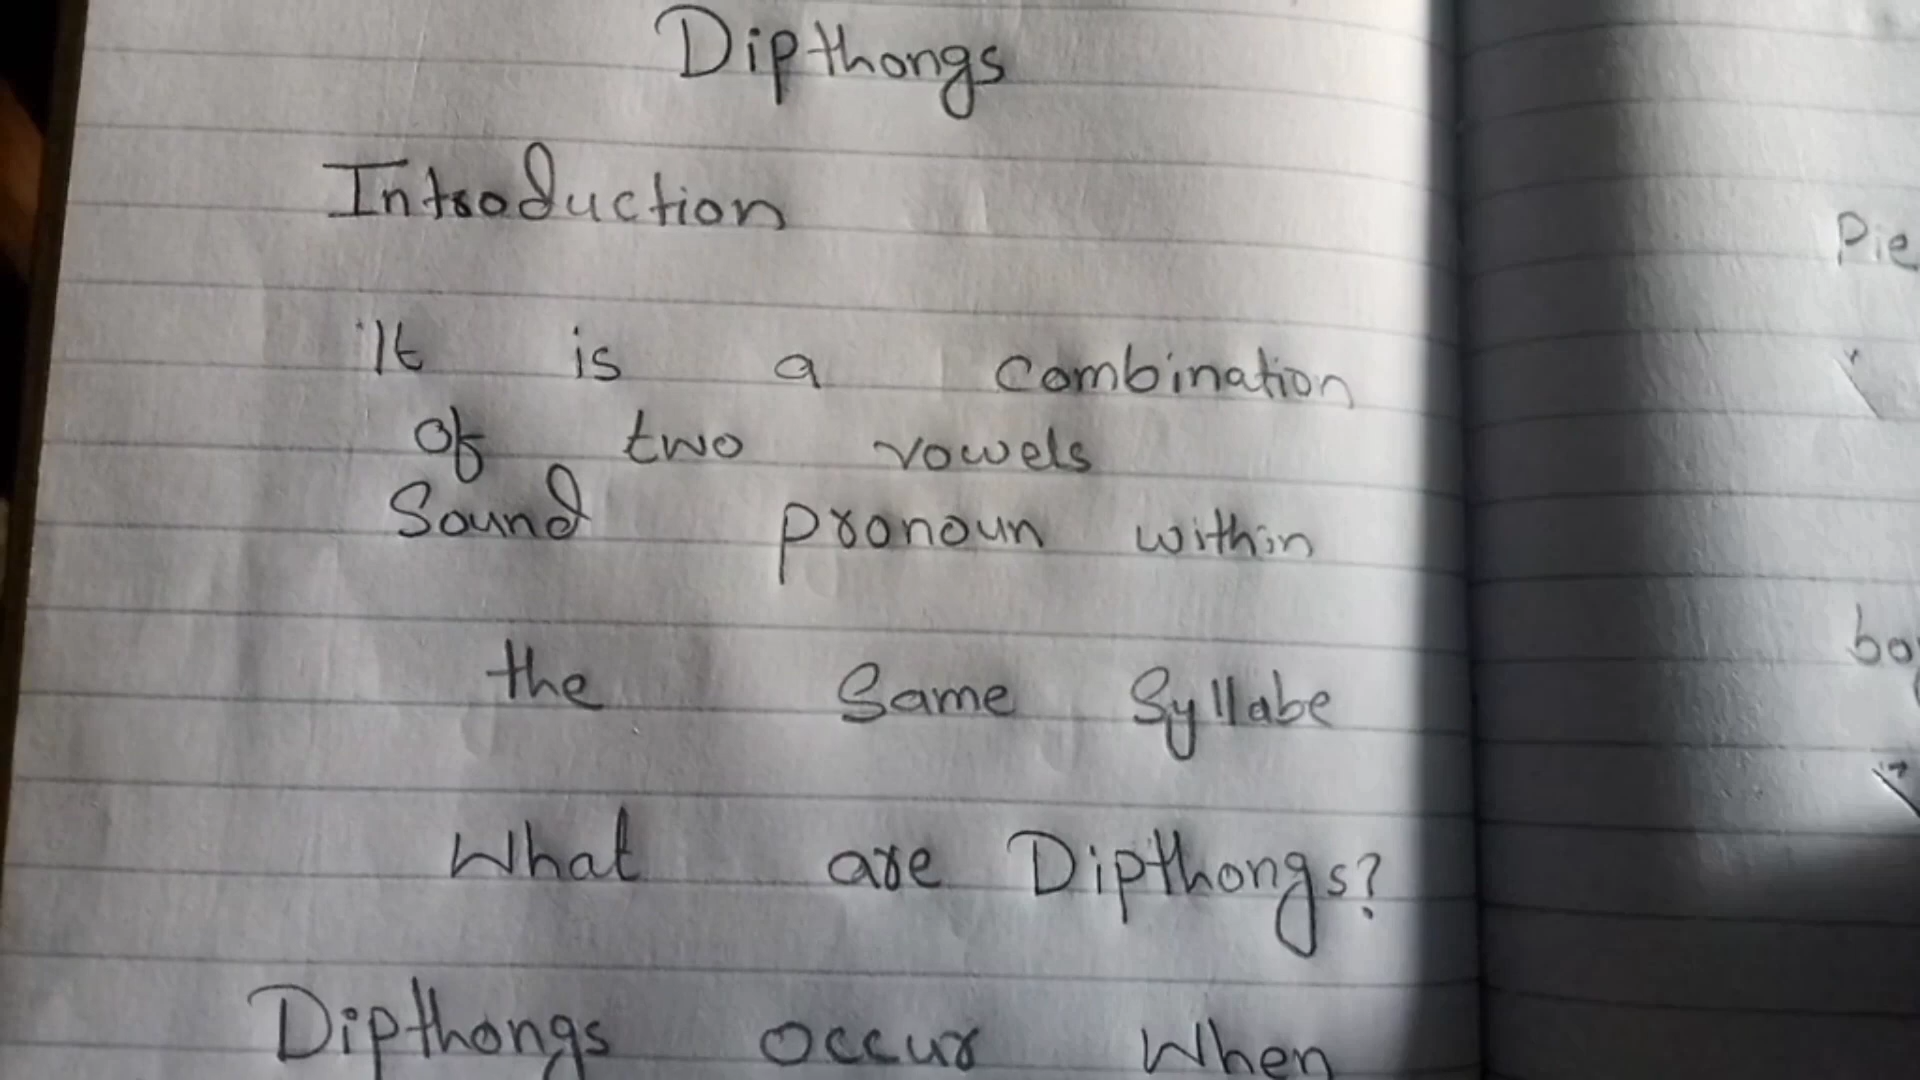 Dipthongs
Introduction
It is a combination
of two vowels
Sound pronoun within
the Same Syllabe
What are Dipthongs?
Dipthongs occur When
Pie